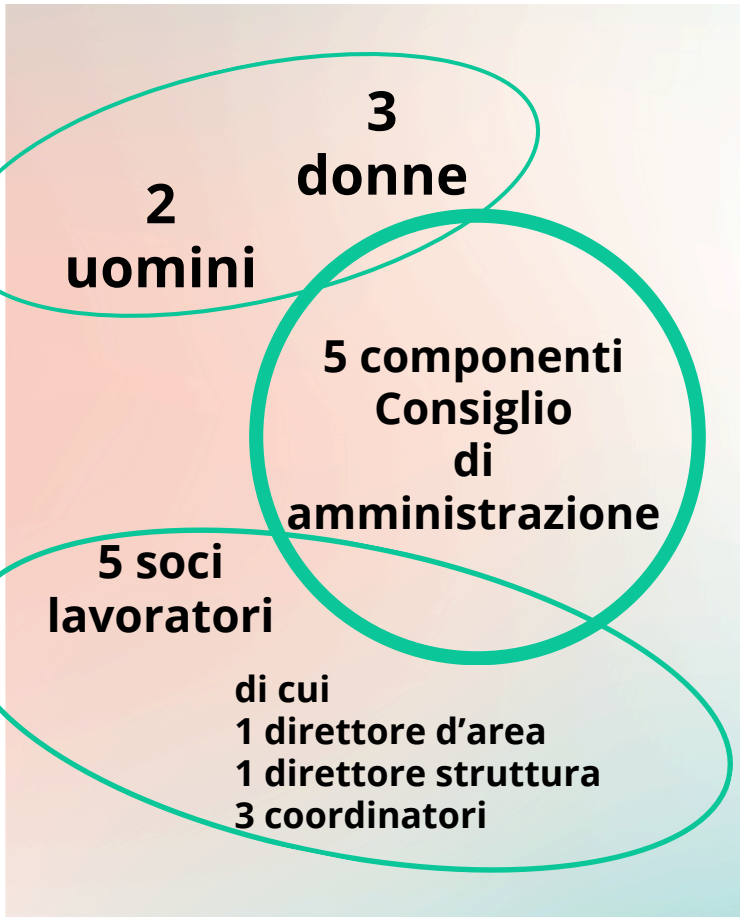 3
donne
2
uomini
5 componenti
Consiglio
di
amministrazione
5 soci
lavoratori
di cui
1 direttore d’area
1 direttore struttura
3 coordinatori